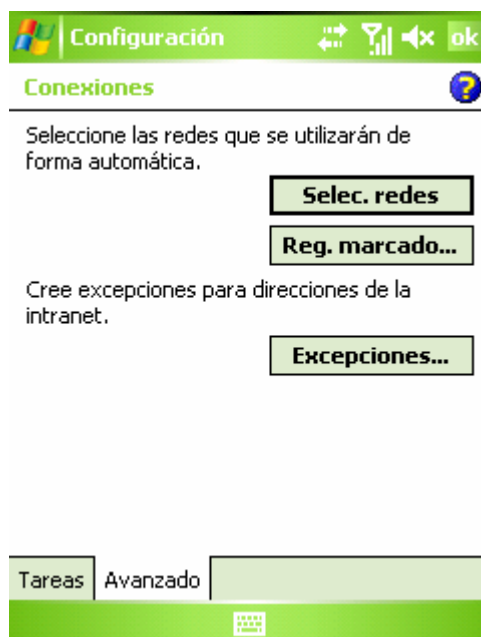 Configuración
ok
Conexiones
?
Seleccione las redes que se utilizarán de
forma automática.
Selec. redes
Reg. marcado...
Cree excepciones para direcciones de la
intranet.
Excepciones...
Tareas
Avanzado